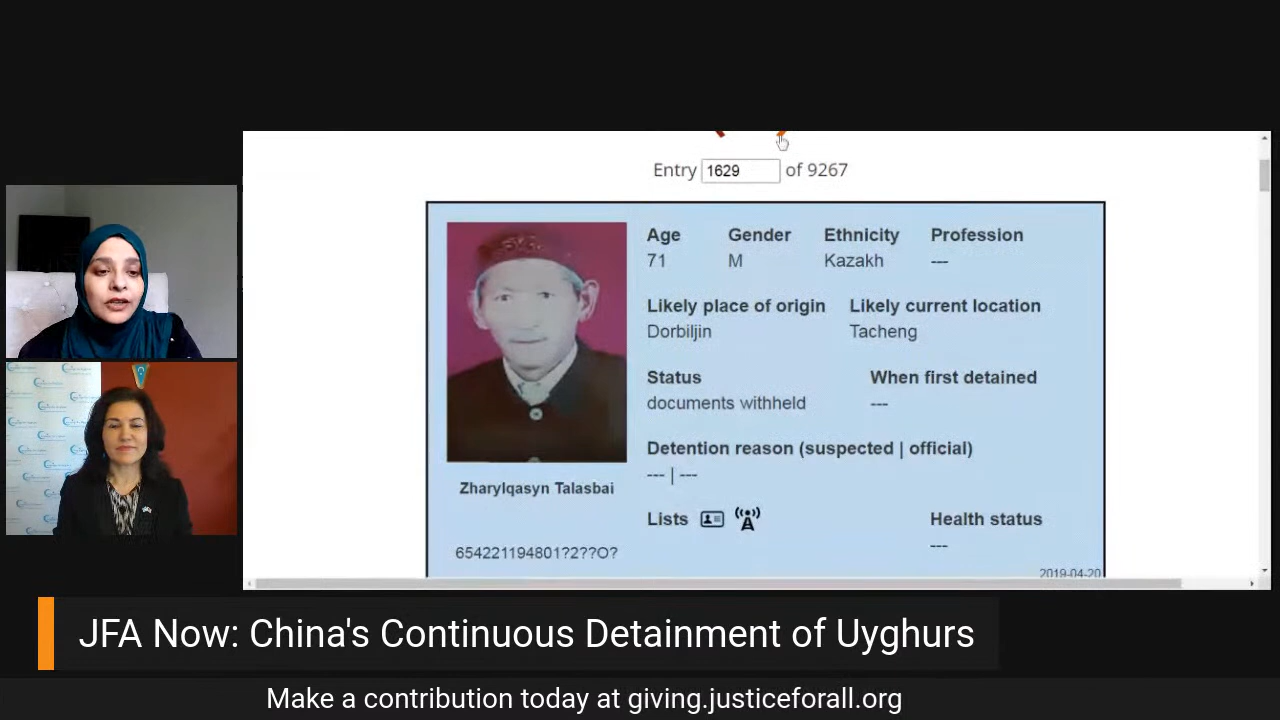 Entry 1629 of 9267
Age Gender Ethnicity Profession
71 M Kazakh ---
Likely place of origin Likely current location
Dorbiljin Tacheng
Status When first detained
documents withheld ---
Detention reason (suspected | official)
--- | ---
Zharylqasyn Talasbai
Lists Health status
---
654221194801?2??O?
2019-04-20
JFA Now: China's Continuous Detainment of Uyghurs
Make a contribution today at giving.justiceforall.org